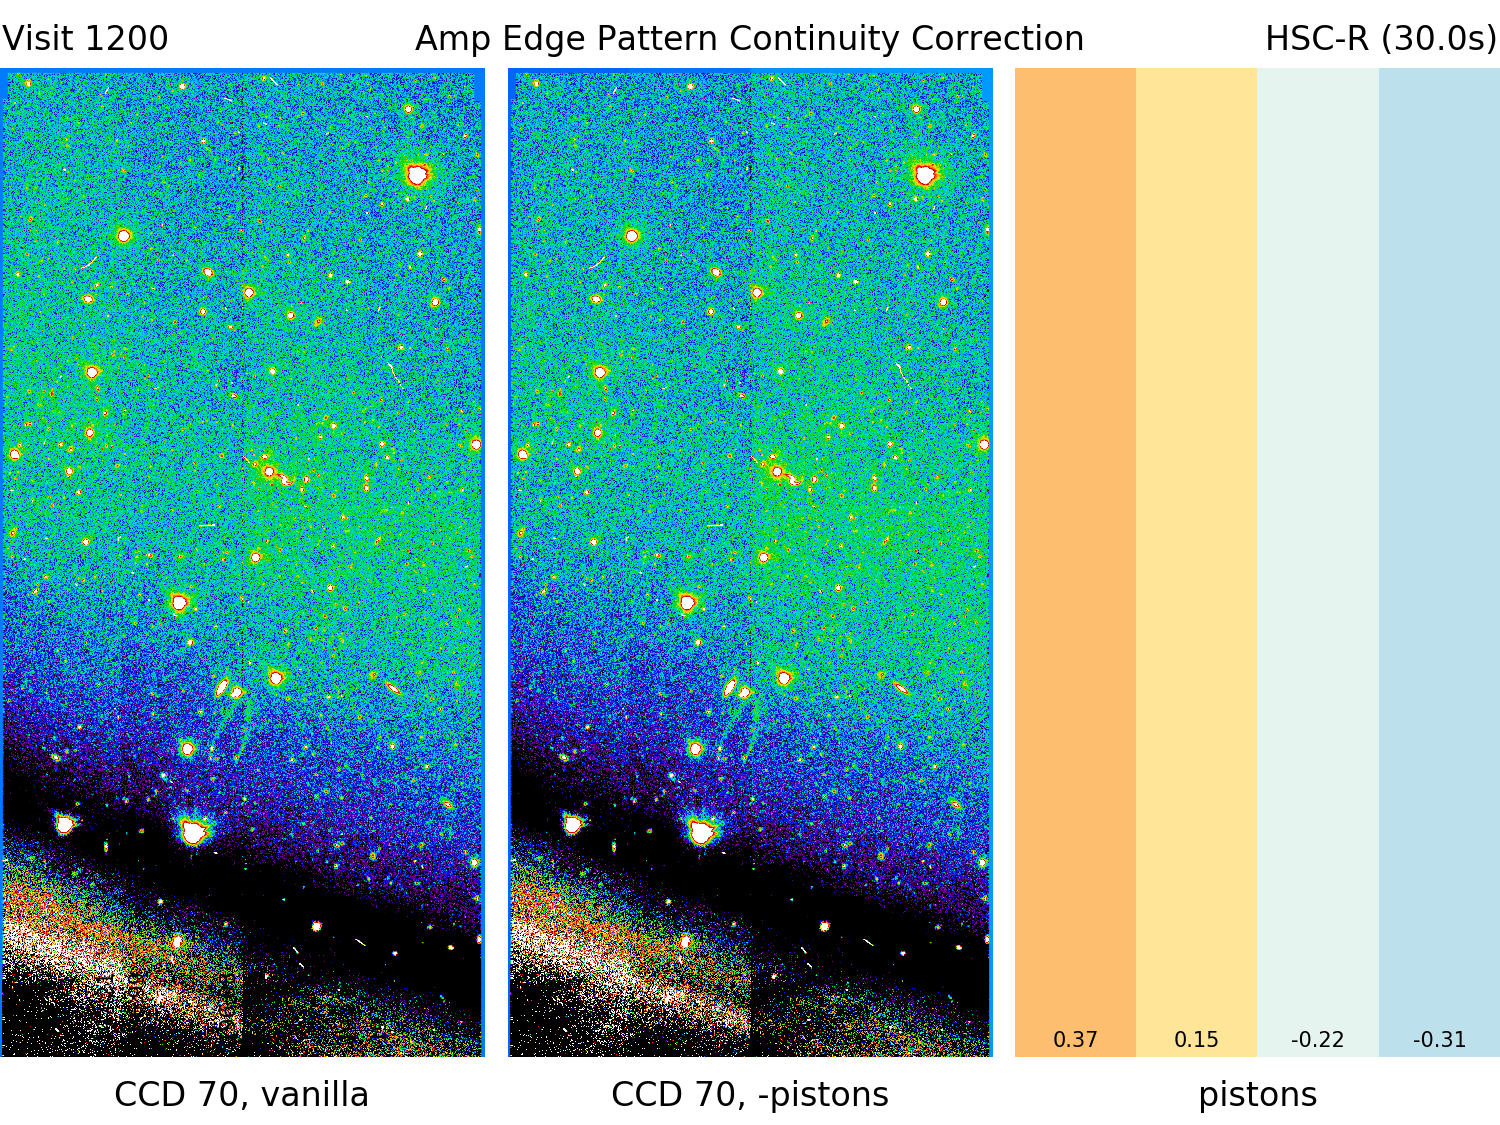 Visit 1200
Amp Edge Pattern Continuity Correction
HSC-R (30.0s)
0.37
0.15
-0.22
-0.31
CCD 70, vanilla
CCD 70, -pistons
pistons